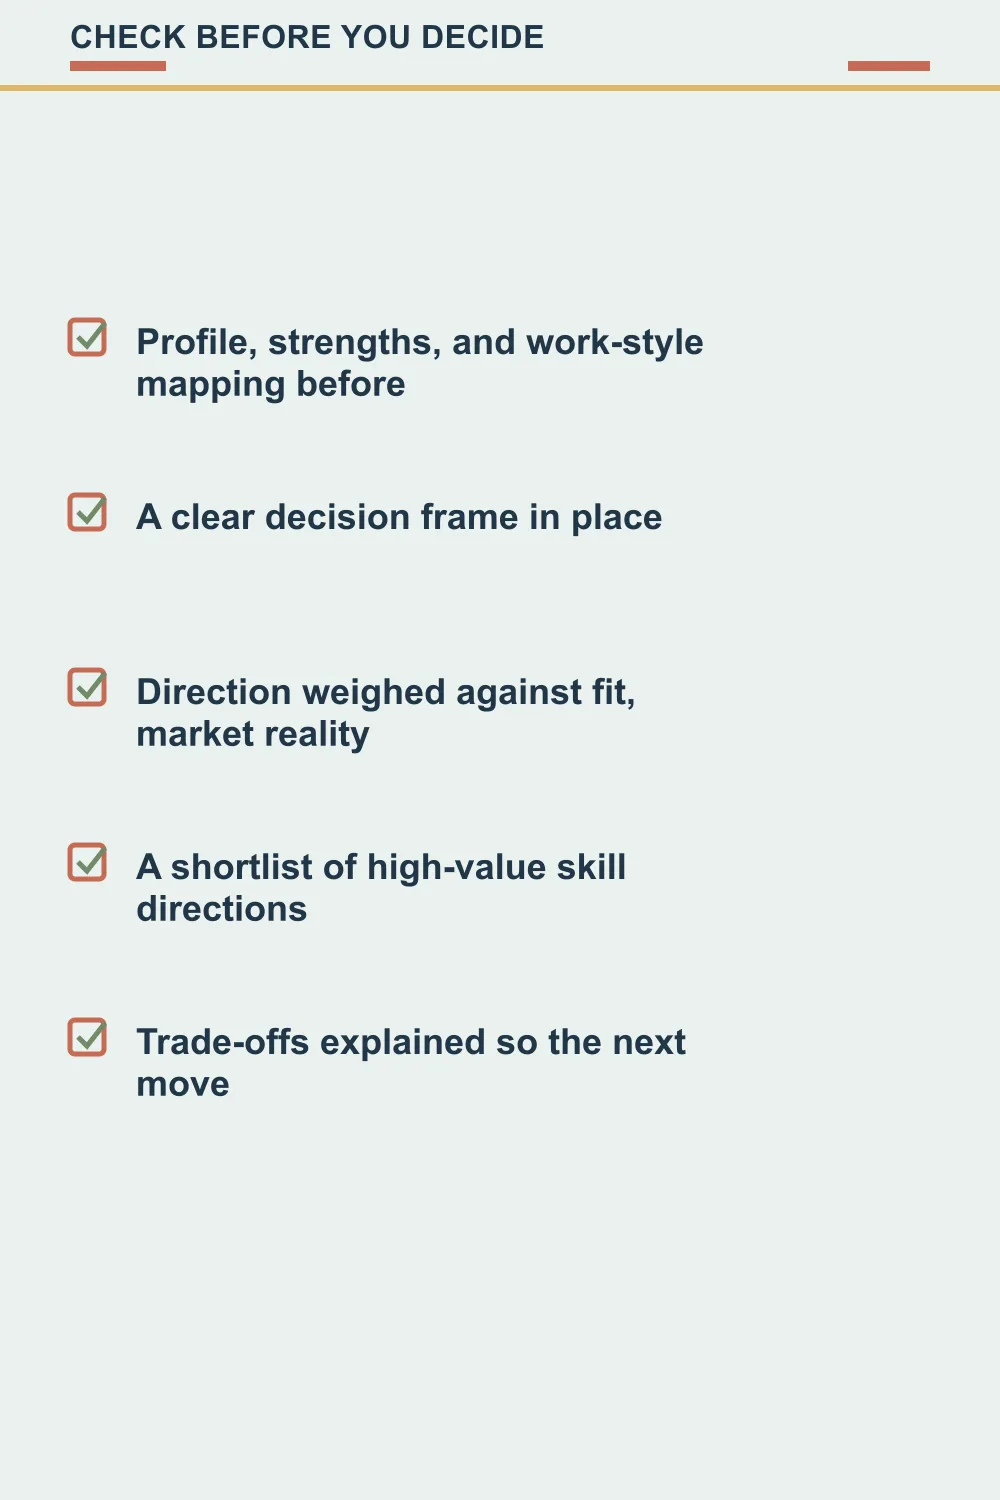 CHECK BEFORE YOU DECIDE
Profile, strengths, and work-style
mapping before
A clear decision frame in place
Direction weighed against fit,
market reality
A shortlist of high-value skill
directions
Trade-offs explained so the next
move